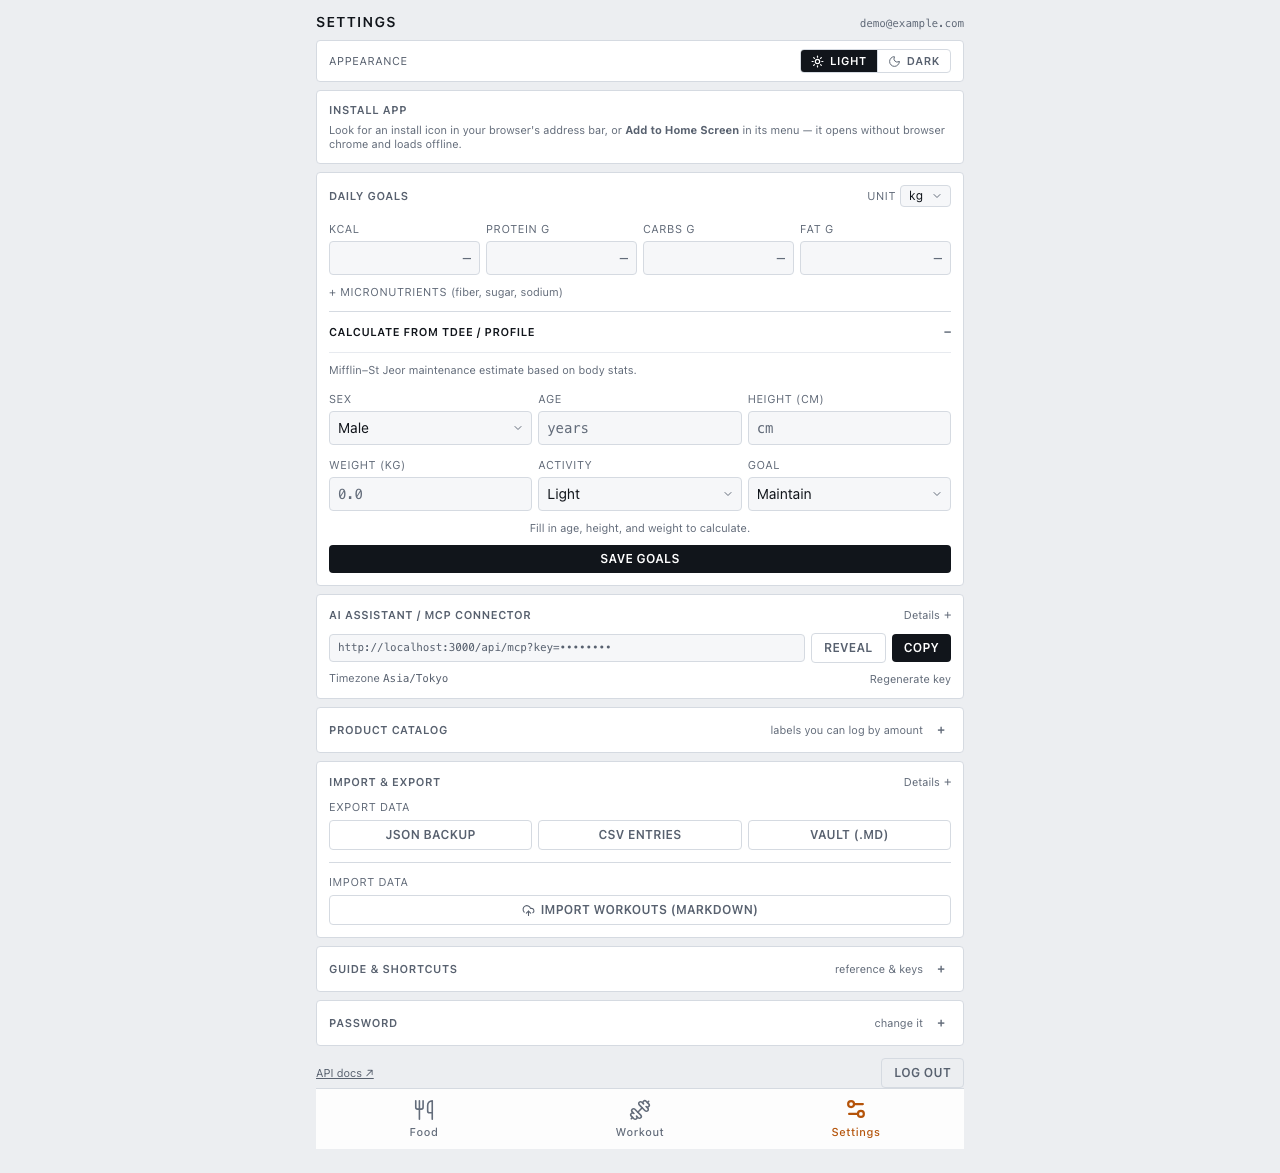 SETTINGS
demo@example.com
APPEARANCE
LIGHT
DARK
INSTALL APP
Look for an install icon in your browser's address bar, or Add to Home Screen in its menu — it opens without browser
chrome and loads offline.
DAILY GOALS
UNIT kg
KCAL
PROTEIN G
CARBS G
FAT G
–
–
–
–
+ MICRONUTRIENTS (fiber, sugar, sodium)
CALCULATE FROM TDEE / PROFILE
−
Mifflin–St Jeor maintenance estimate based on body stats.
SEX
AGE
HEIGHT (CM)
Male
years
cm
WEIGHT (KG)
ACTIVITY
GOAL
0.0
Light
Maintain
Fill in age, height, and weight to calculate.
SAVE GOALS
AI ASSISTANT / MCP CONNECTOR
Details +
http://localhost:3000/api/mcp?key=••••••••
REVEAL
COPY
Timezone Asia/Tokyo
Regenerate key
PRODUCT CATALOG
labels you can log by amount +
IMPORT & EXPORT
Details +
EXPORT DATA
JSON BACKUP
CSV ENTRIES
VAULT (.MD)
IMPORT DATA
IMPORT WORKOUTS (MARKDOWN)
GUIDE & SHORTCUTS
reference & keys +
PASSWORD
change it +
API docs ↗
LOG OUT
Food
Workout
Settings